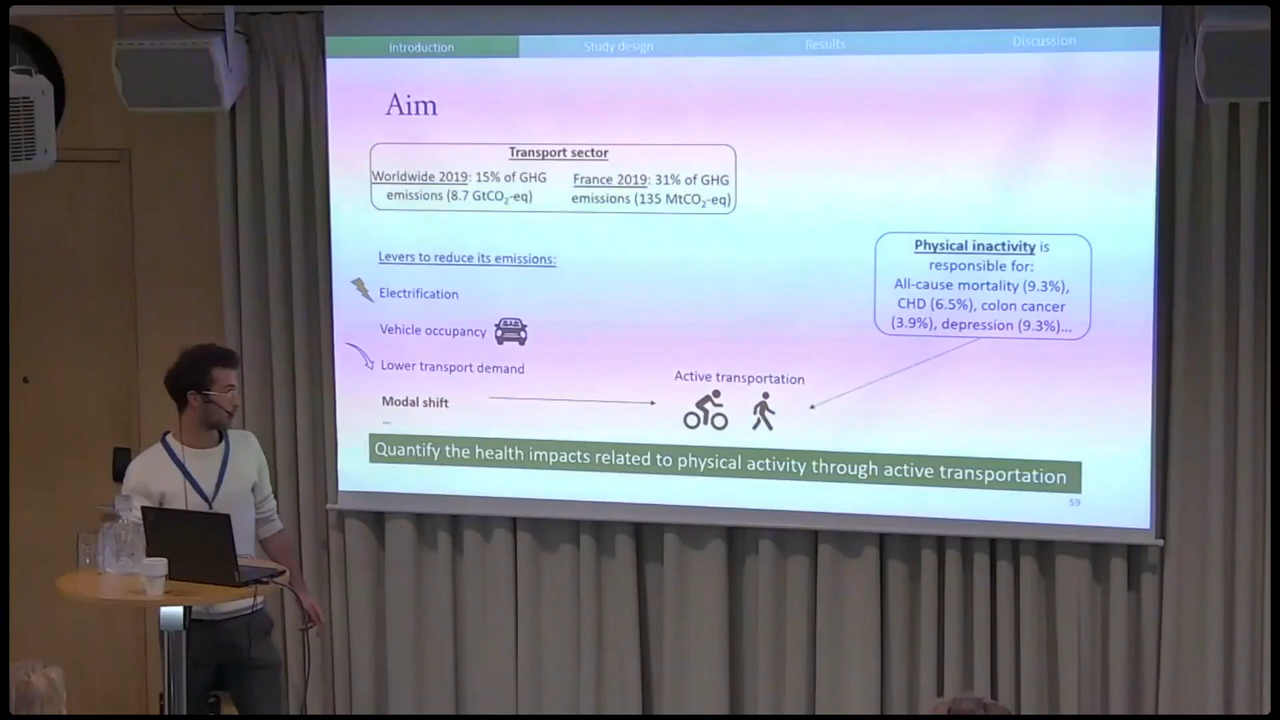 Introduction
Study design
Results
Discussion
Aim
Transport sector
Worldwide 2019: 15% of GHG
emissions (8.7 GtCO₂-eq)
France 2019: 31% of GHG
emissions (135 MtCO₂-eq)
Levers to reduce its emissions:
Electrification
Vehicle occupancy
Lower transport demand
Modal shift
...
Active transportation
Physical inactivity is
responsible for:
All-cause mortality (9.3%),
CHD (6.5%), colon cancer
(3.9%), depression (9.3%)...
Quantify the health impacts related to physical activity through active transportation
59